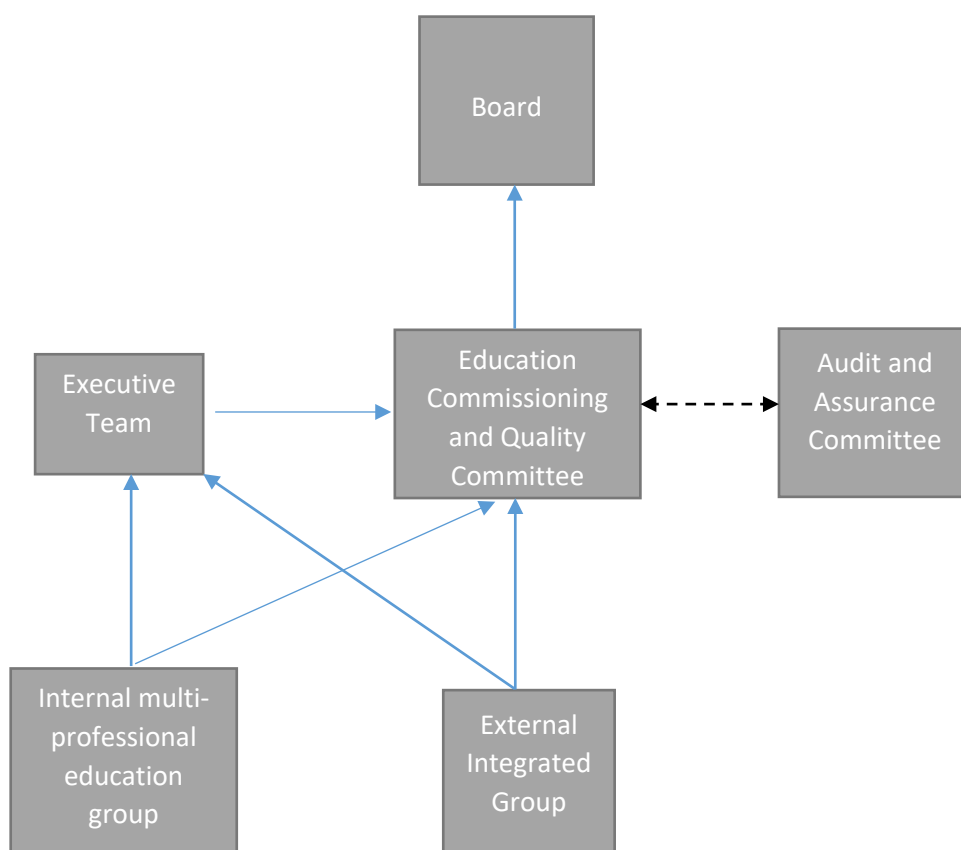 Board
Executive
Team
Education
Commissioning
and Quality
Committee
Audit and
Assurance
Committee
Internal multi-
professional
education
group
External
Integrated
Group